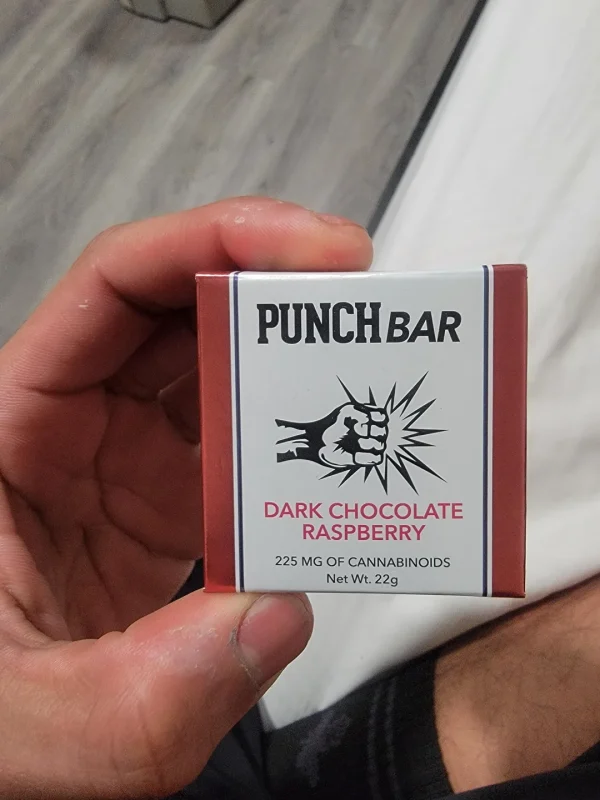 PUNCH BAR
DARK CHOCOLATE
RASPBERRY
225 MG OF CANNABINOIDS
Net Wt. 22g